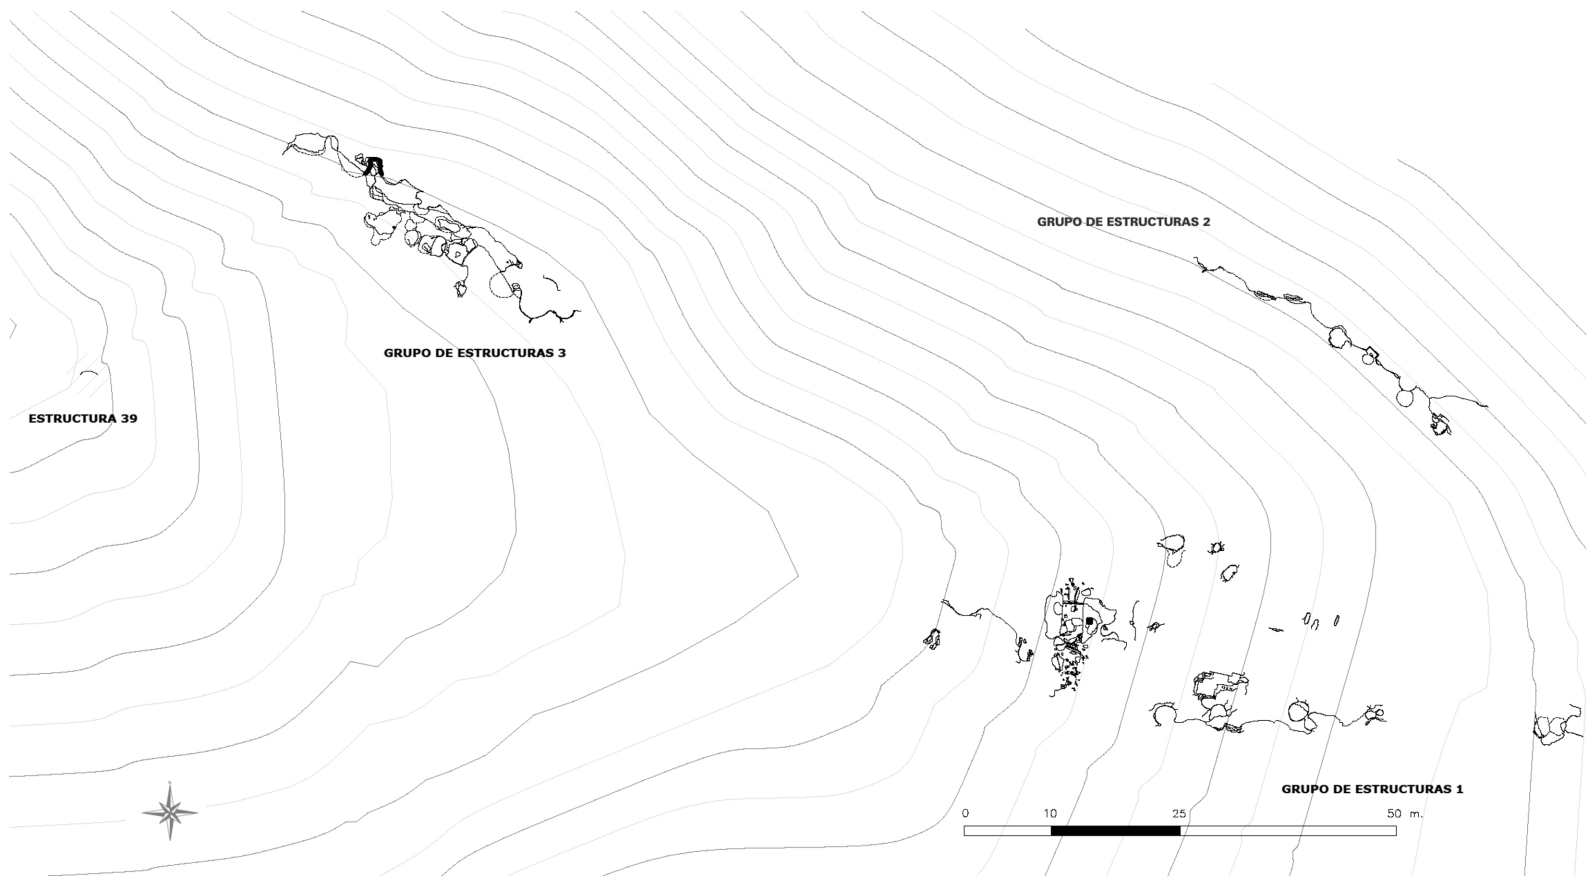 GRUPO DE ESTRUCTURAS 2
GRUPO DE ESTRUCTURAS 3
ESTRUCTURA 39
GRUPO DE ESTRUCTURAS 1
0 10 25 50 m.